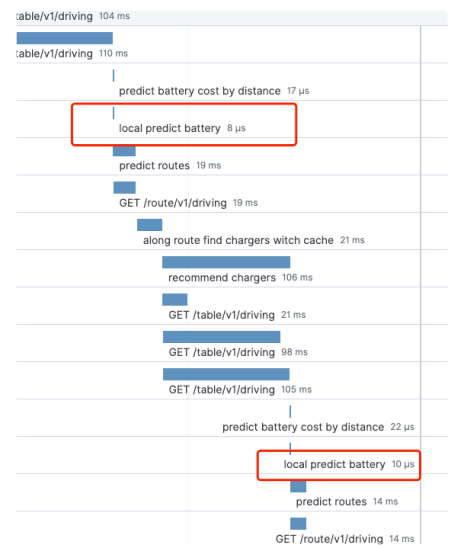 table/v1/driving 104 ms
table/v1/driving 110 ms
predict battery cost by distance 17 µs
local predict battery 8 µs
predict routes 19 ms
GET /route/v1/driving 19 ms
along route find chargers witch cache 21 ms
recommend chargers 106 ms
GET /table/v1/driving 21 ms
GET /table/v1/driving 98 ms
GET /table/v1/driving 105 ms
predict battery cost by distance 22 µs
local predict battery 10 µs
predict routes 14 ms
GET /route/v1/driving 14 ms